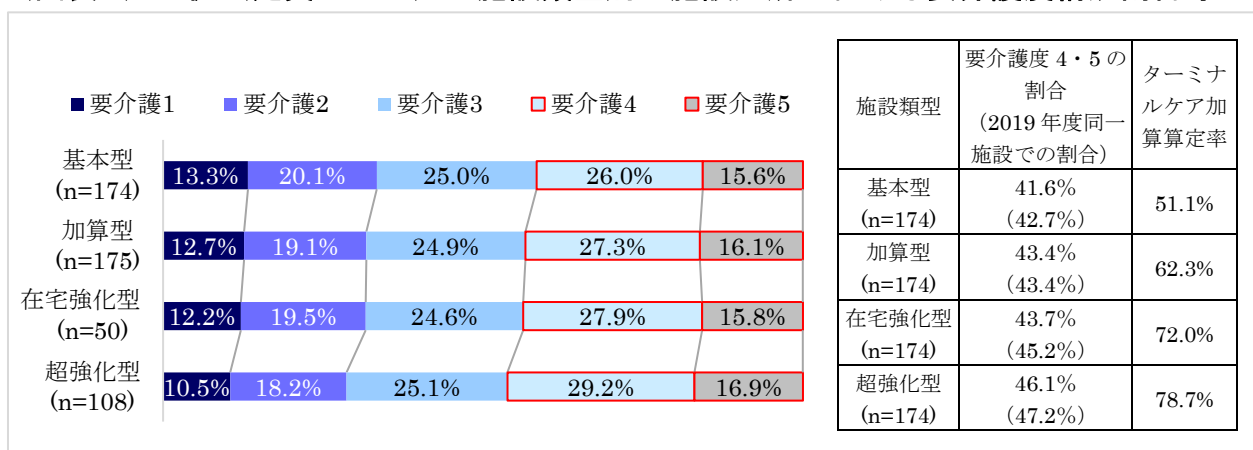 ■要介護1 ■要介護2 ■要介護3 □要介護4 □要介護5
基本型
(n=174)
13.3% 20.1% 25.0% 26.0% 15.6%
加算型
(n=175)
12.7% 19.1% 24.9% 27.3% 16.1%
在宅強化型
(n=50)
12.2% 19.5% 24.6% 27.9% 15.8%
超強化型
(n=108)
10.5% 18.2% 25.1% 29.2% 16.9%
施設類型
要介護度 4・5 の
割合
(2019 年度同一
施設での割合)
ターミナ
ルケア加
算算定率
基本型
(n=174)
41.6%
(42.7%)
51.1%
加算型
(n=174)
43.4%
(43.4%)
62.3%
在宅強化型
(n=174)
43.7%
(45.2%)
72.0%
超強化型
(n=174)
46.1%
(47.2%)
78.7%